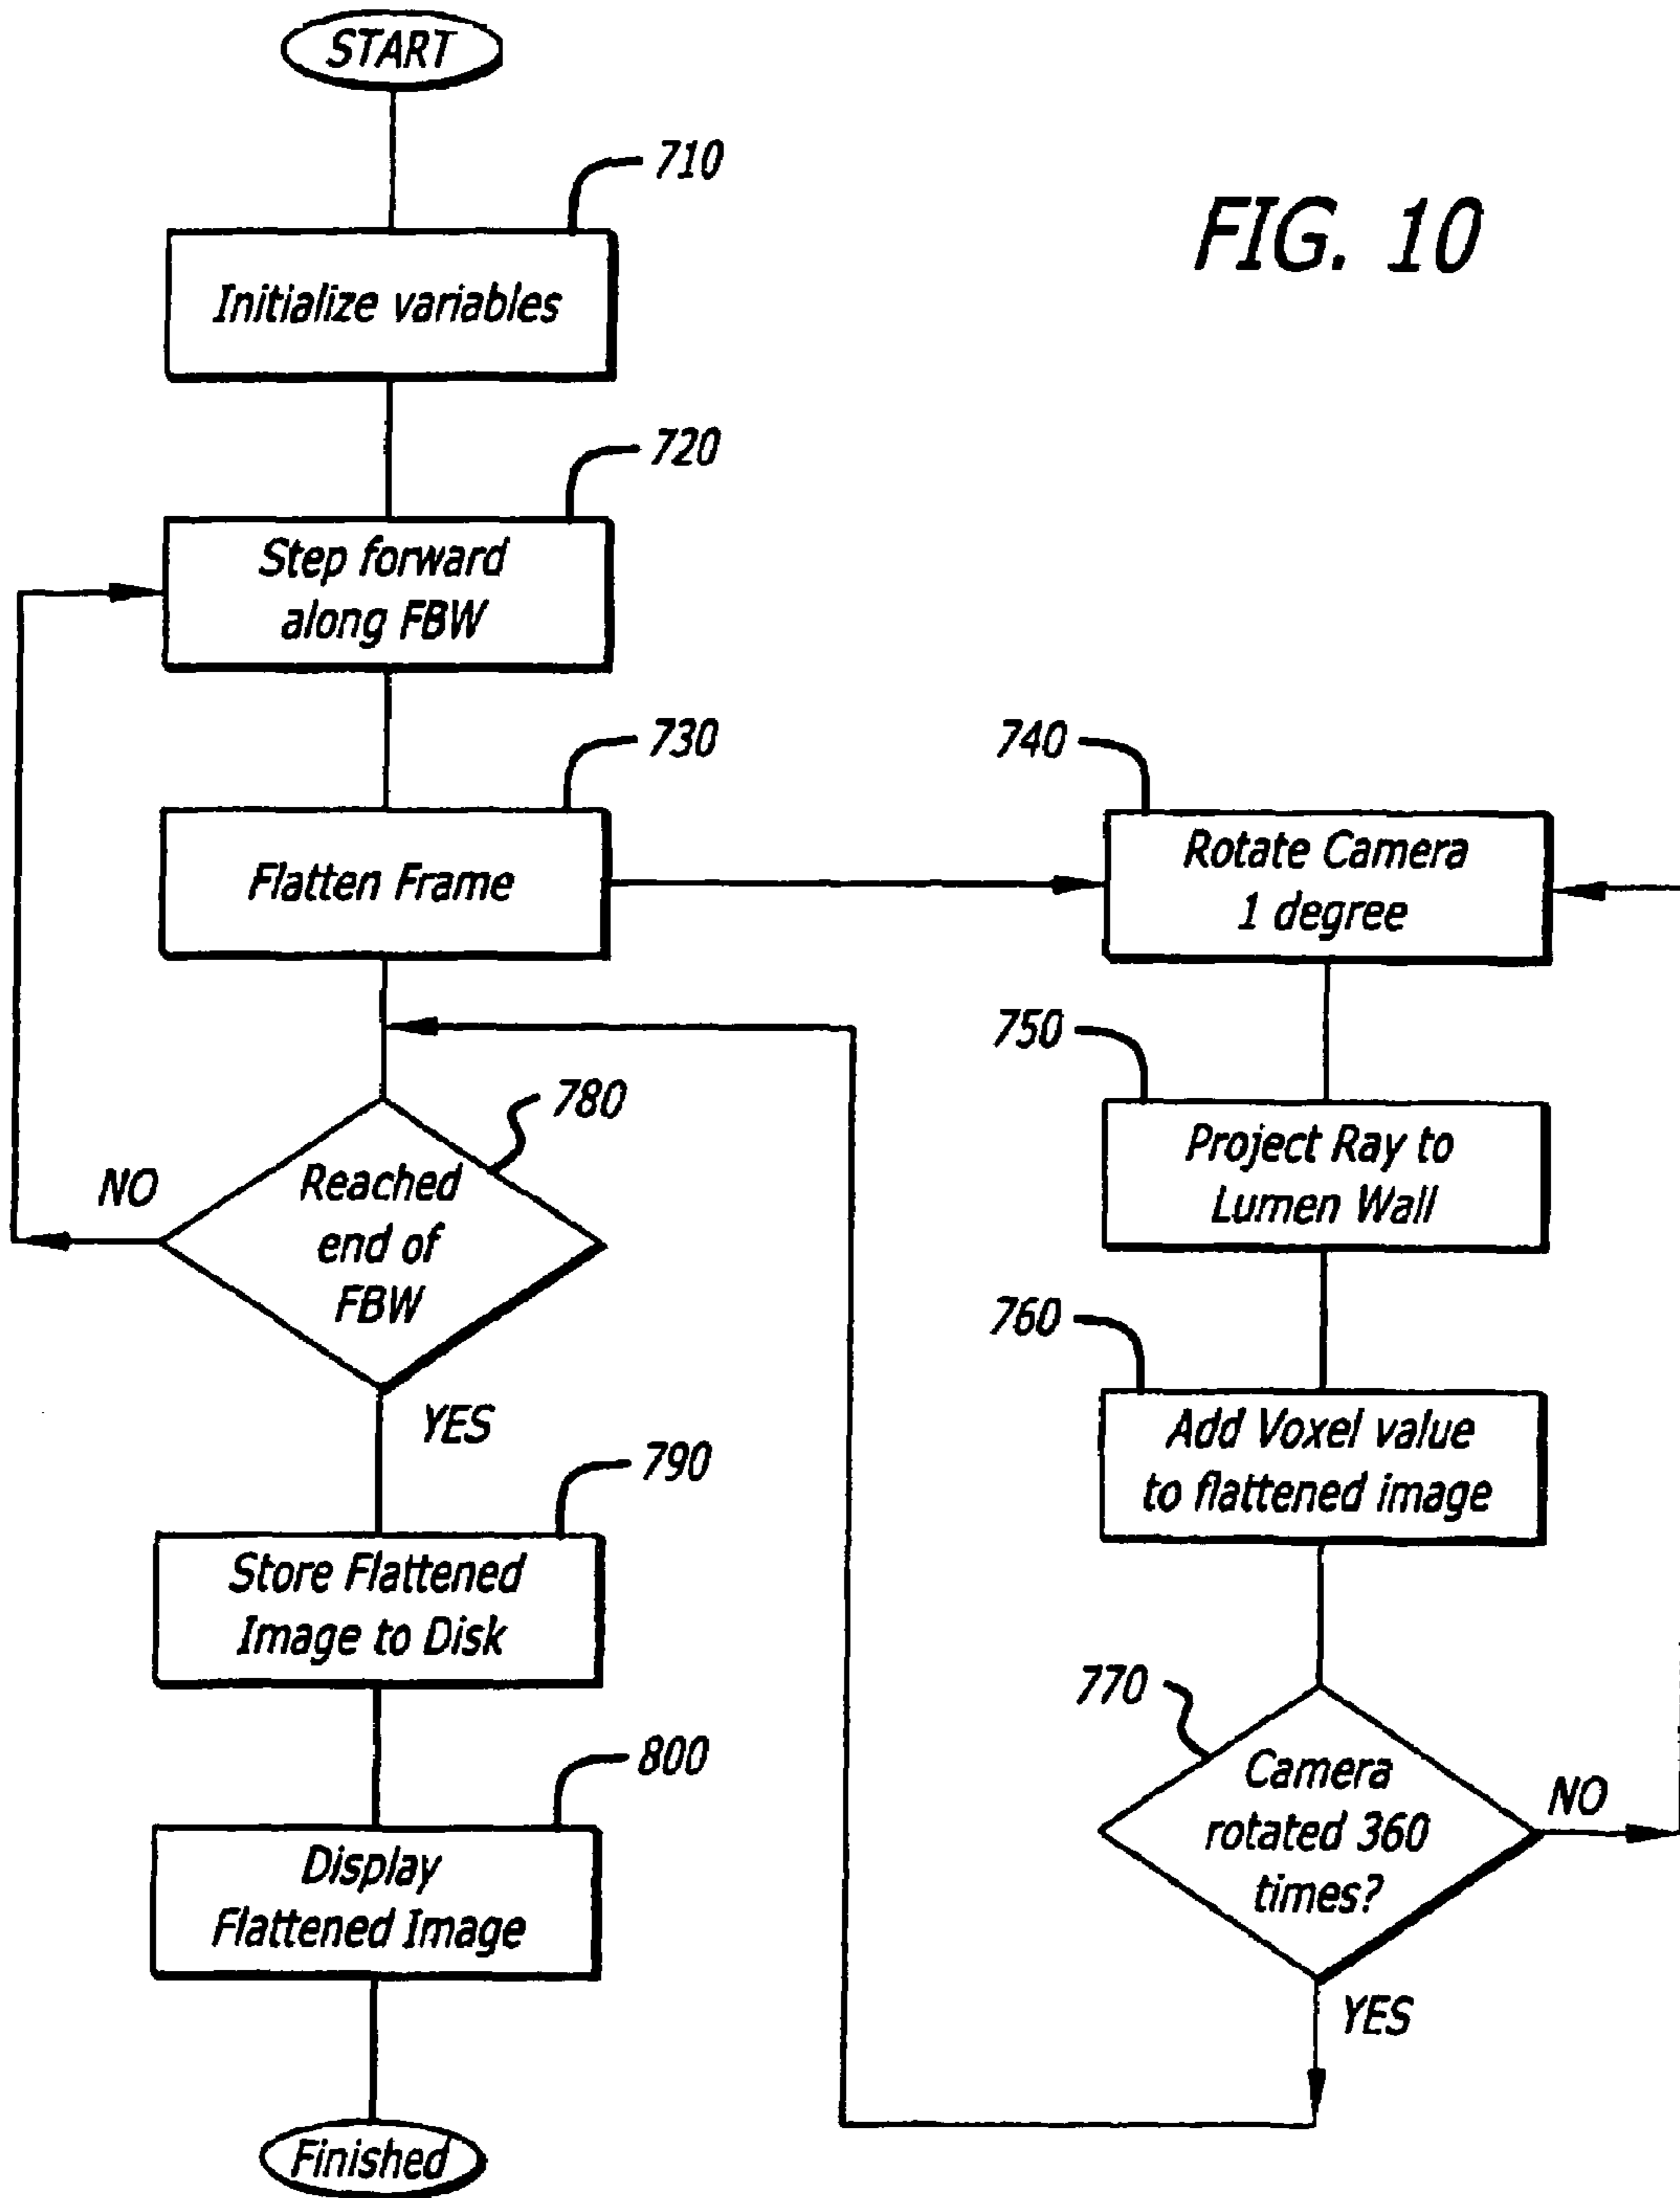 START
FIG. 10
710
Initialize variables
720
Step forward
along FBW
730
Flatten Frame
740
Rotate Camera
1 degree
750
Project Ray to
Lumen Wall
760
Add Voxel value
to flattened image
770
Camera
rotated 360
times?
NO
YES
780
Reached
end of
FBW
NO
YES
790
Store Flattened
Image to Disk
800
Display
Flattened Image
Finished